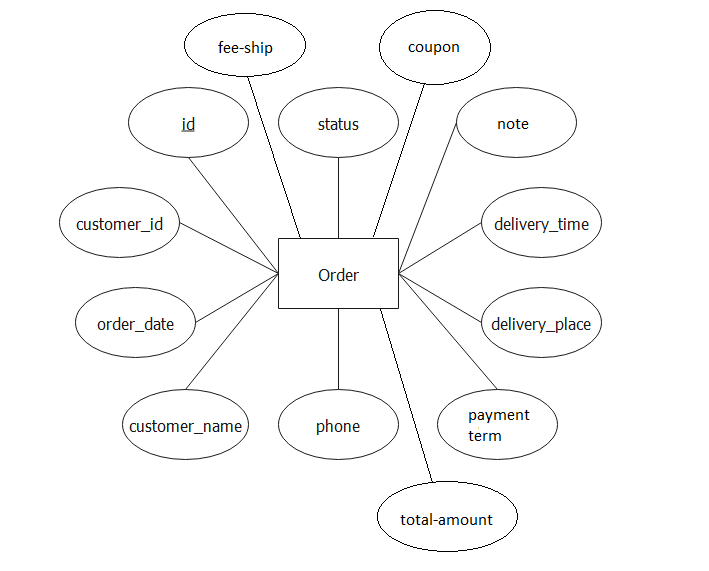 fee-ship
coupon
id
status
note
customer_id
delivery_time
Order
order_date
delivery_place
customer_name
phone
payment
term
total-amount